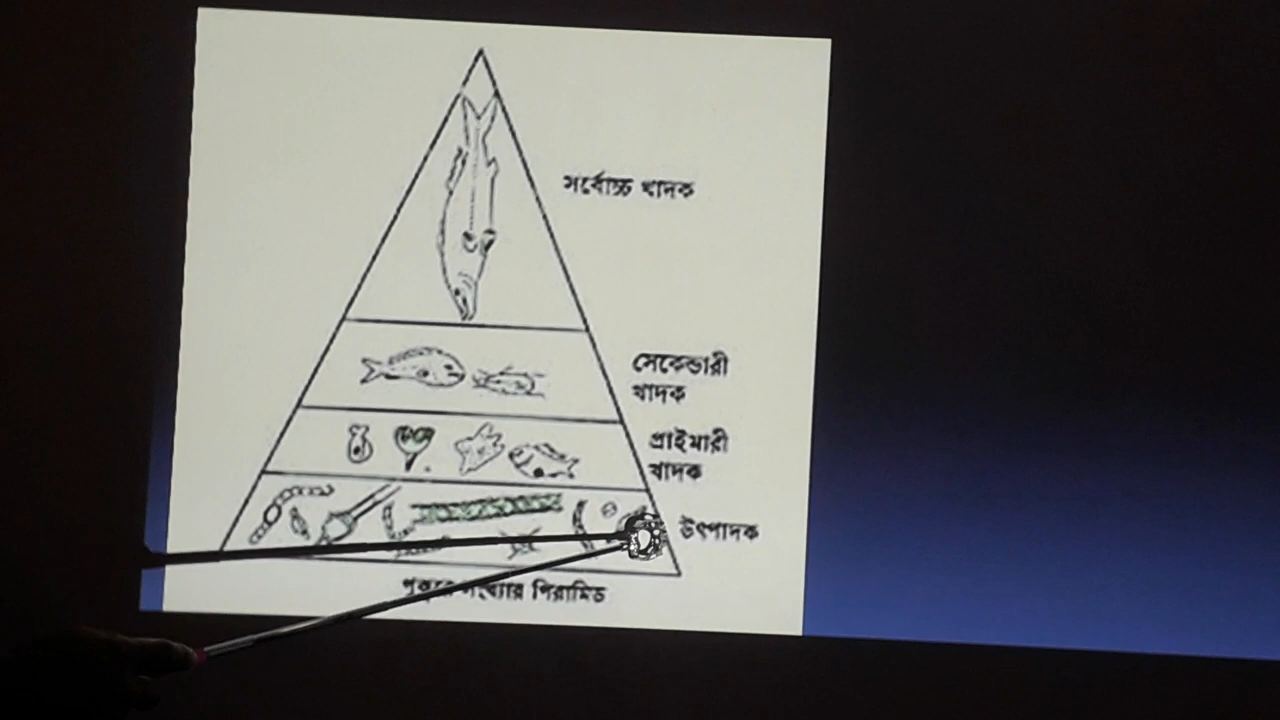 সর্বোচ্চ খাদক
সেকেন্ডারী
খাদক
প্রাইমারী
খাদক
উৎপাদক
পুকুরে সংখ্যার পিরামিড